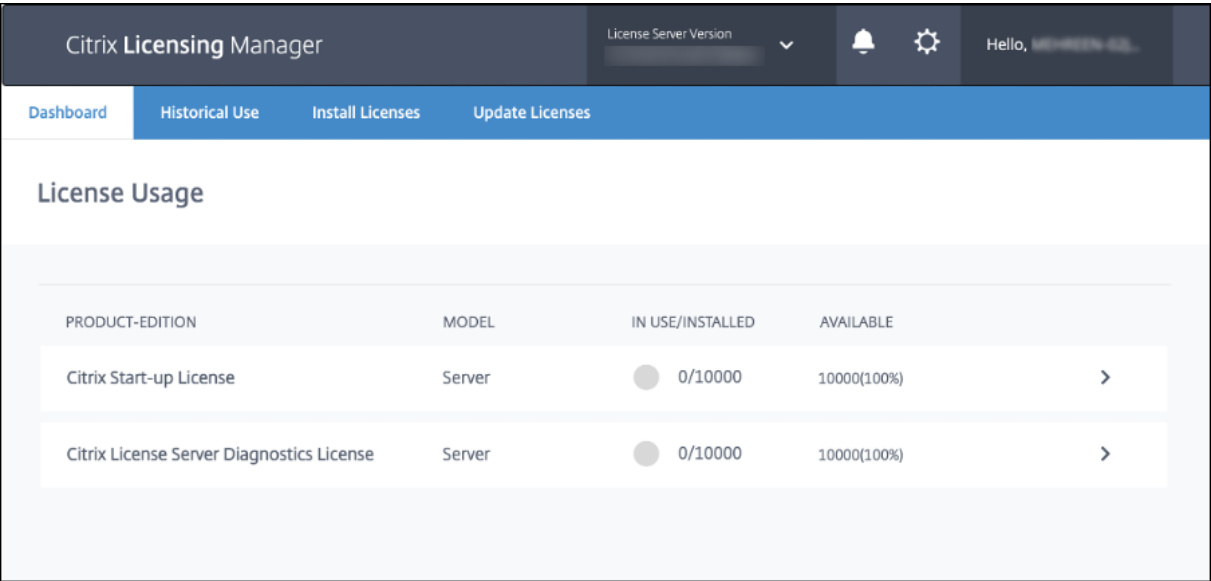 Citrix Licensing Manager
License Server Version
Hello,
Dashboard Historical Use Install Licenses Update Licenses
License Usage
PRODUCT-EDITION MODEL IN USE/INSTALLED AVAILABLE
Citrix Start-up License Server 0/10000 10000(100%)
Citrix License Server Diagnostics License Server 0/10000 10000(100%)